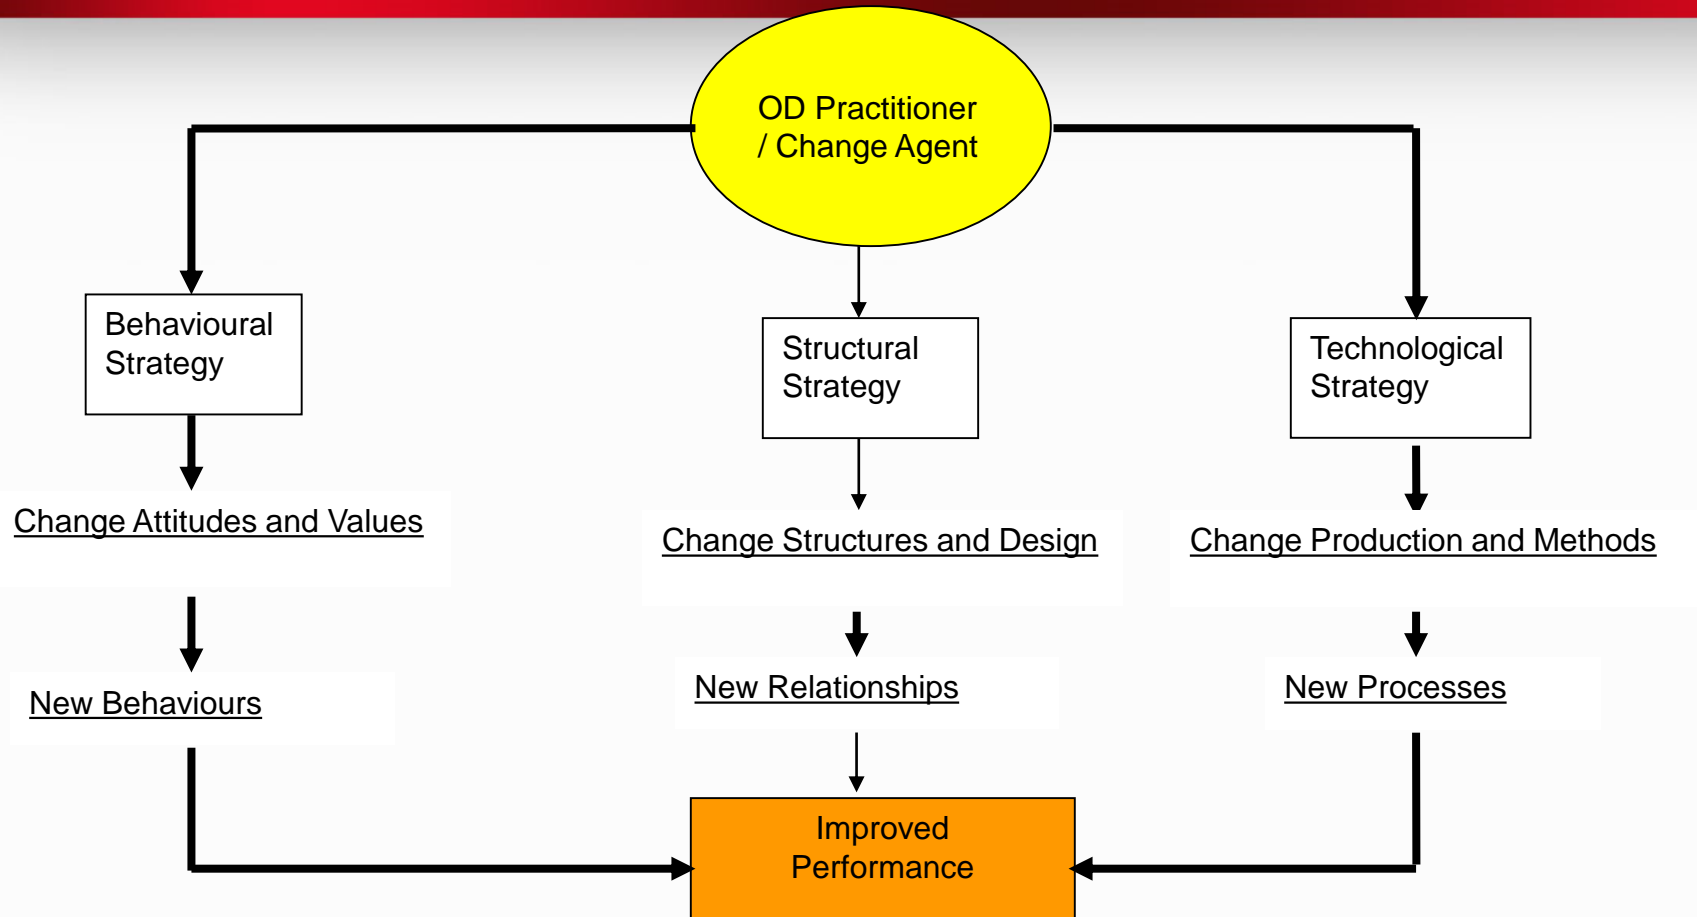 OD Practitioner
/ Change Agent
Behavioural
Strategy
Structural
Strategy
Technological
Strategy
Change Attitudes and Values
Change Structures and Design
Change Production and Methods
New Behaviours
New Relationships
New Processes
Improved
Performance